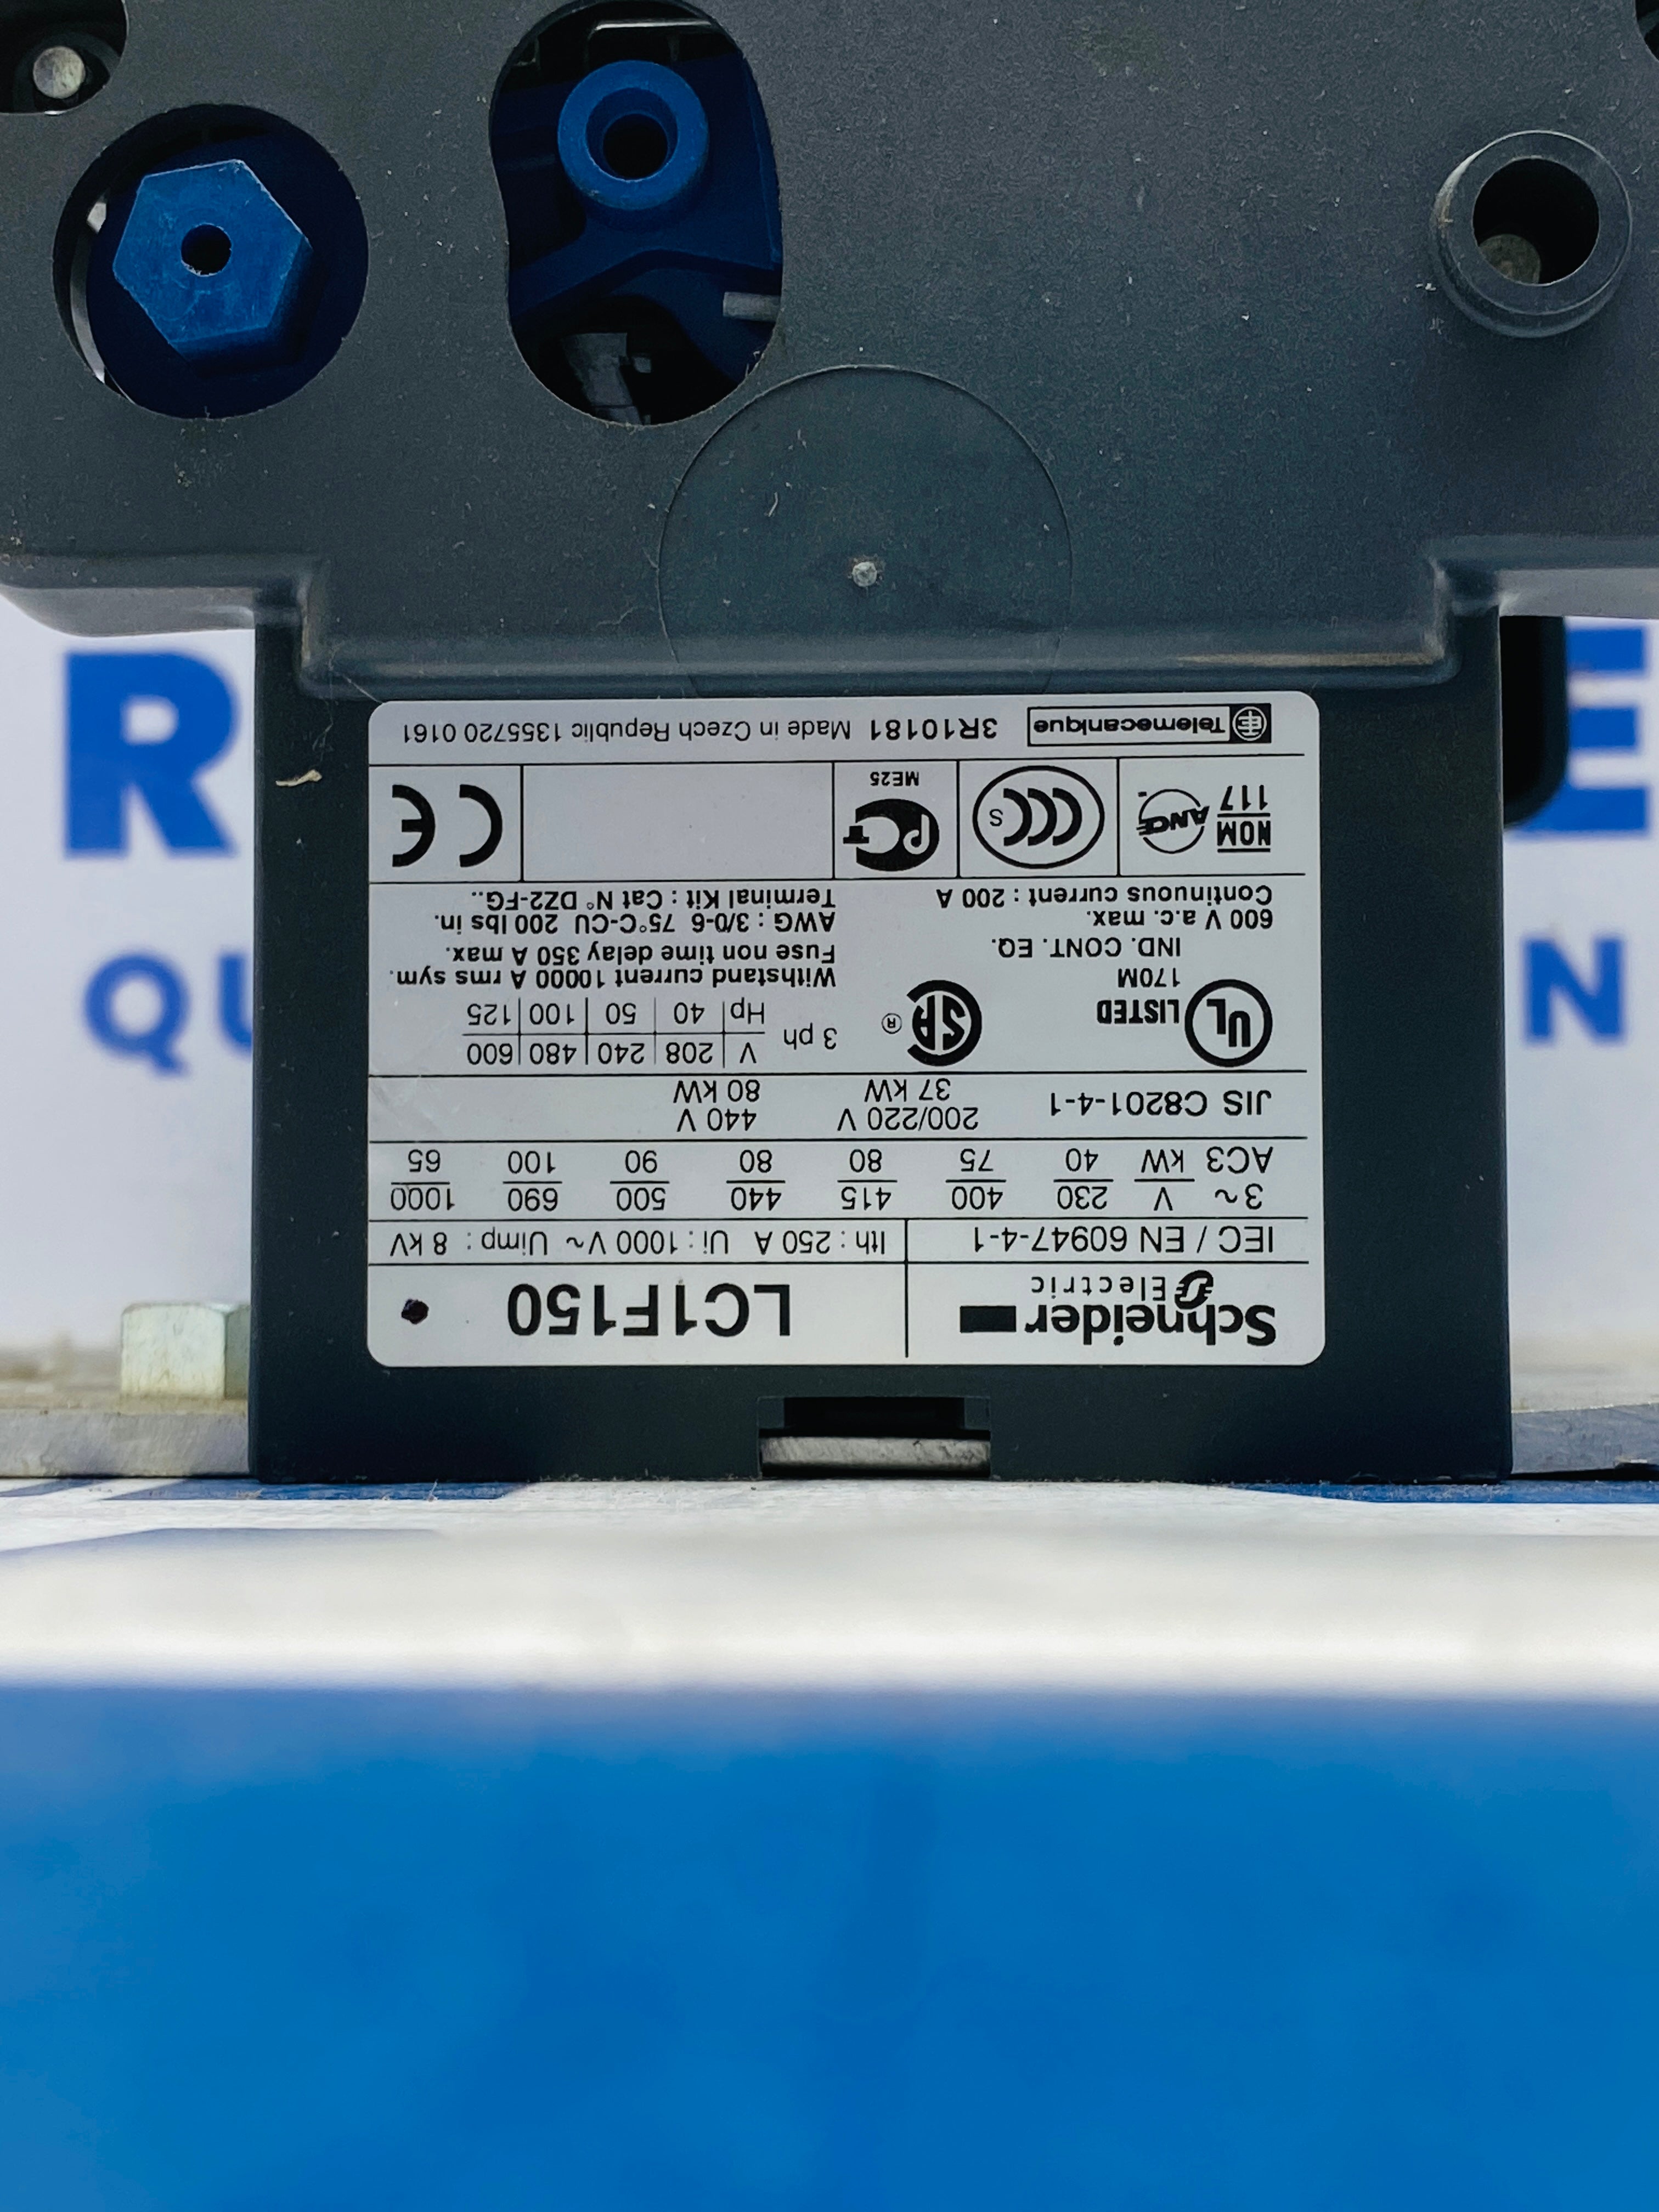 Schneider Electric
LC1F150
IEC / EN 60947-4-1
Ith : 250 A Ui : 1000 V~ Uimp : 8 kV
3~ V 230 400 415 440 500 690 1000
AC3 kW 40 75 80 80 90 100 65
JIS C8201-4-1
200/220 V 440 V
37 kW 80 kW
UL LISTED
170M
IND. CONT. EQ.
600 V a.c. max.
Continuous current : 200 A
SA ®
3 ph
V 208 240 480 600
Hp 40 50 100 125
Withstand current 10000 A rms sym.
Fuse non time delay 350 A max.
AWG : 3/0-6 75°C-CU 200 lbs in.
Terminal Kit : Cat N° DZ2-FG..
NOM
117
ANCE
CCC S
PCT
ME25
CE
Telemecanique 3R10181 Made in Czech Republic 1355720 0161
R E
QU N